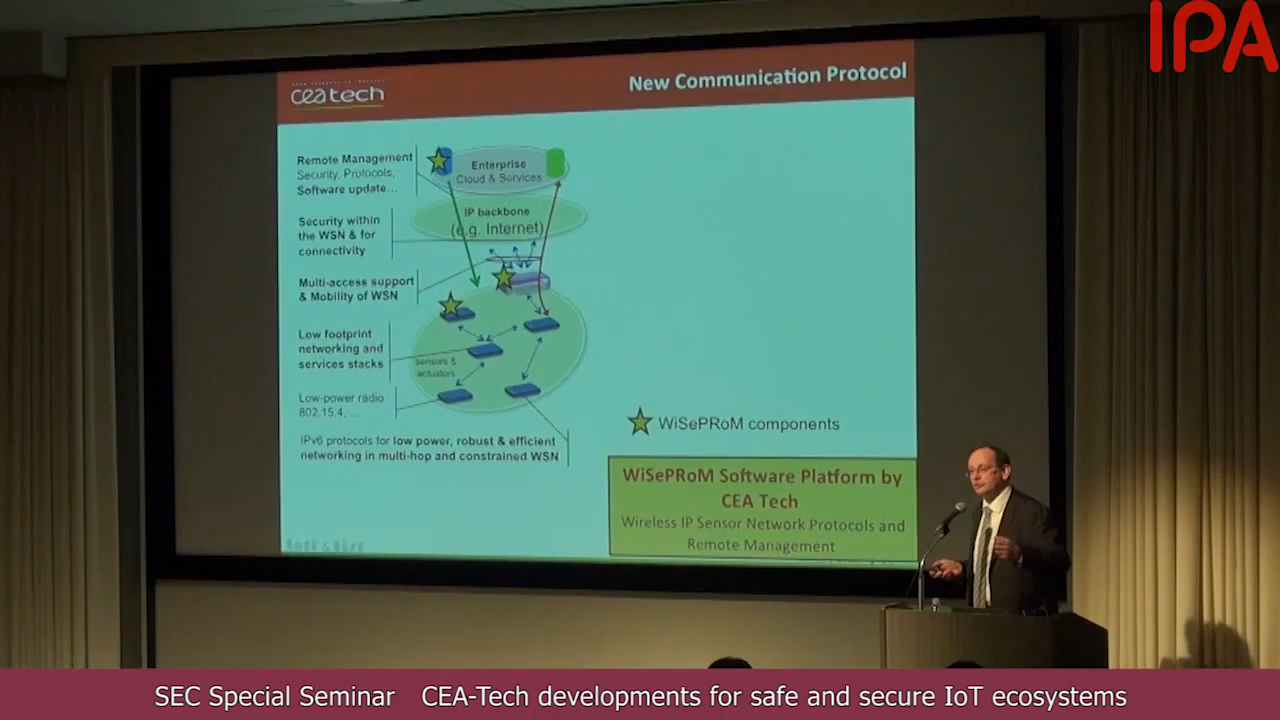 IPA
ceatech
New Communication Protocol
Remote Management
Security, Protocols,
Software update...
Enterprise
Cloud & Services
IP backbone
(e.g. Internet)
Security within
the WSN & for
connectivity
Multi-access support
& Mobility of WSN
Low footprint
networking and
services stacks
sensors &
actuators
Low-power radio
802.15.4, ...
IPv6 protocols for low power, robust & efficient
networking in multi-hop and constrained WSN
WiSePRoM components
WiSePRoM Software Platform by
CEA Tech
Wireless IP Sensor Network Protocols and
Remote Management
SEC Special Seminar CEA-Tech developments for safe and secure IoT ecosystems